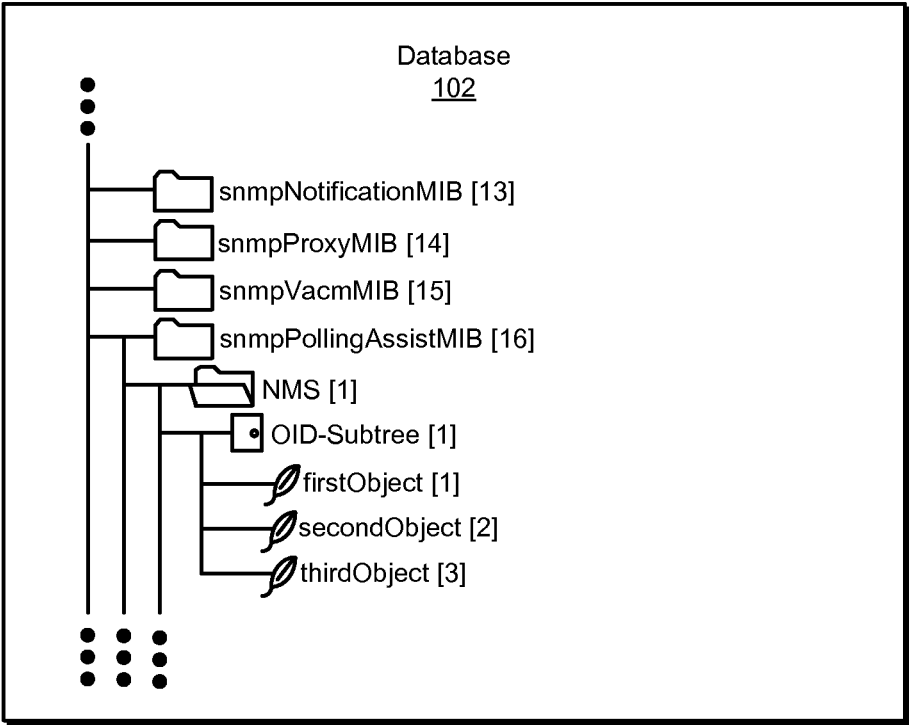 Database
102
snmpNotificationMIB [13]
snmpProxyMIB [14]
snmpVacmMIB [15]
snmpPollingAssistMIB [16]
NMS [1]
OID-Subtree [1]
firstObject [1]
secondObject [2]
thirdObject [3]